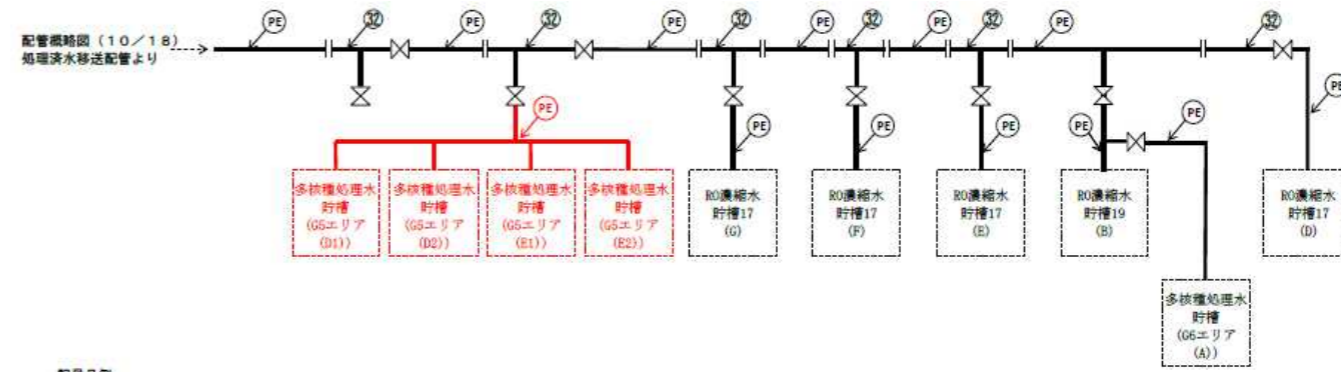 PE ㉜ PE ㉜ PE ㉜ PE ㉜ PE ㉜ PE ㉜
配管概略図（10／18）
処理済水移送配管より
PE
PE PE PE PE PE PE
多核種処理水
貯槽
(G5エリア
(D1))
多核種処理水
貯槽
(G5エリア
(D2))
多核種処理水
貯槽
(G5エリア
(E1))
多核種処理水
貯槽
(G5エリア
(E2))
RO濃縮水
貯槽17
(G)
RO濃縮水
貯槽17
(F)
RO濃縮水
貯槽17
(E)
RO濃縮水
貯槽19
(B)
RO濃縮水
貯槽17
(D)
多核種処理水
貯槽
(G6エリア
(A))